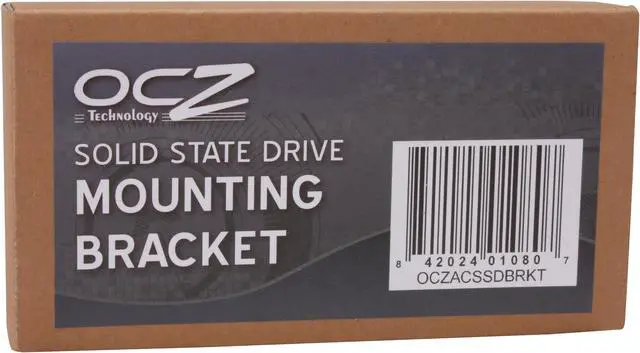 OCZ
Technology
SOLID STATE DRIVE
MOUNTING
BRACKET
8 42024 01080 7
OCZACSSDBRKT